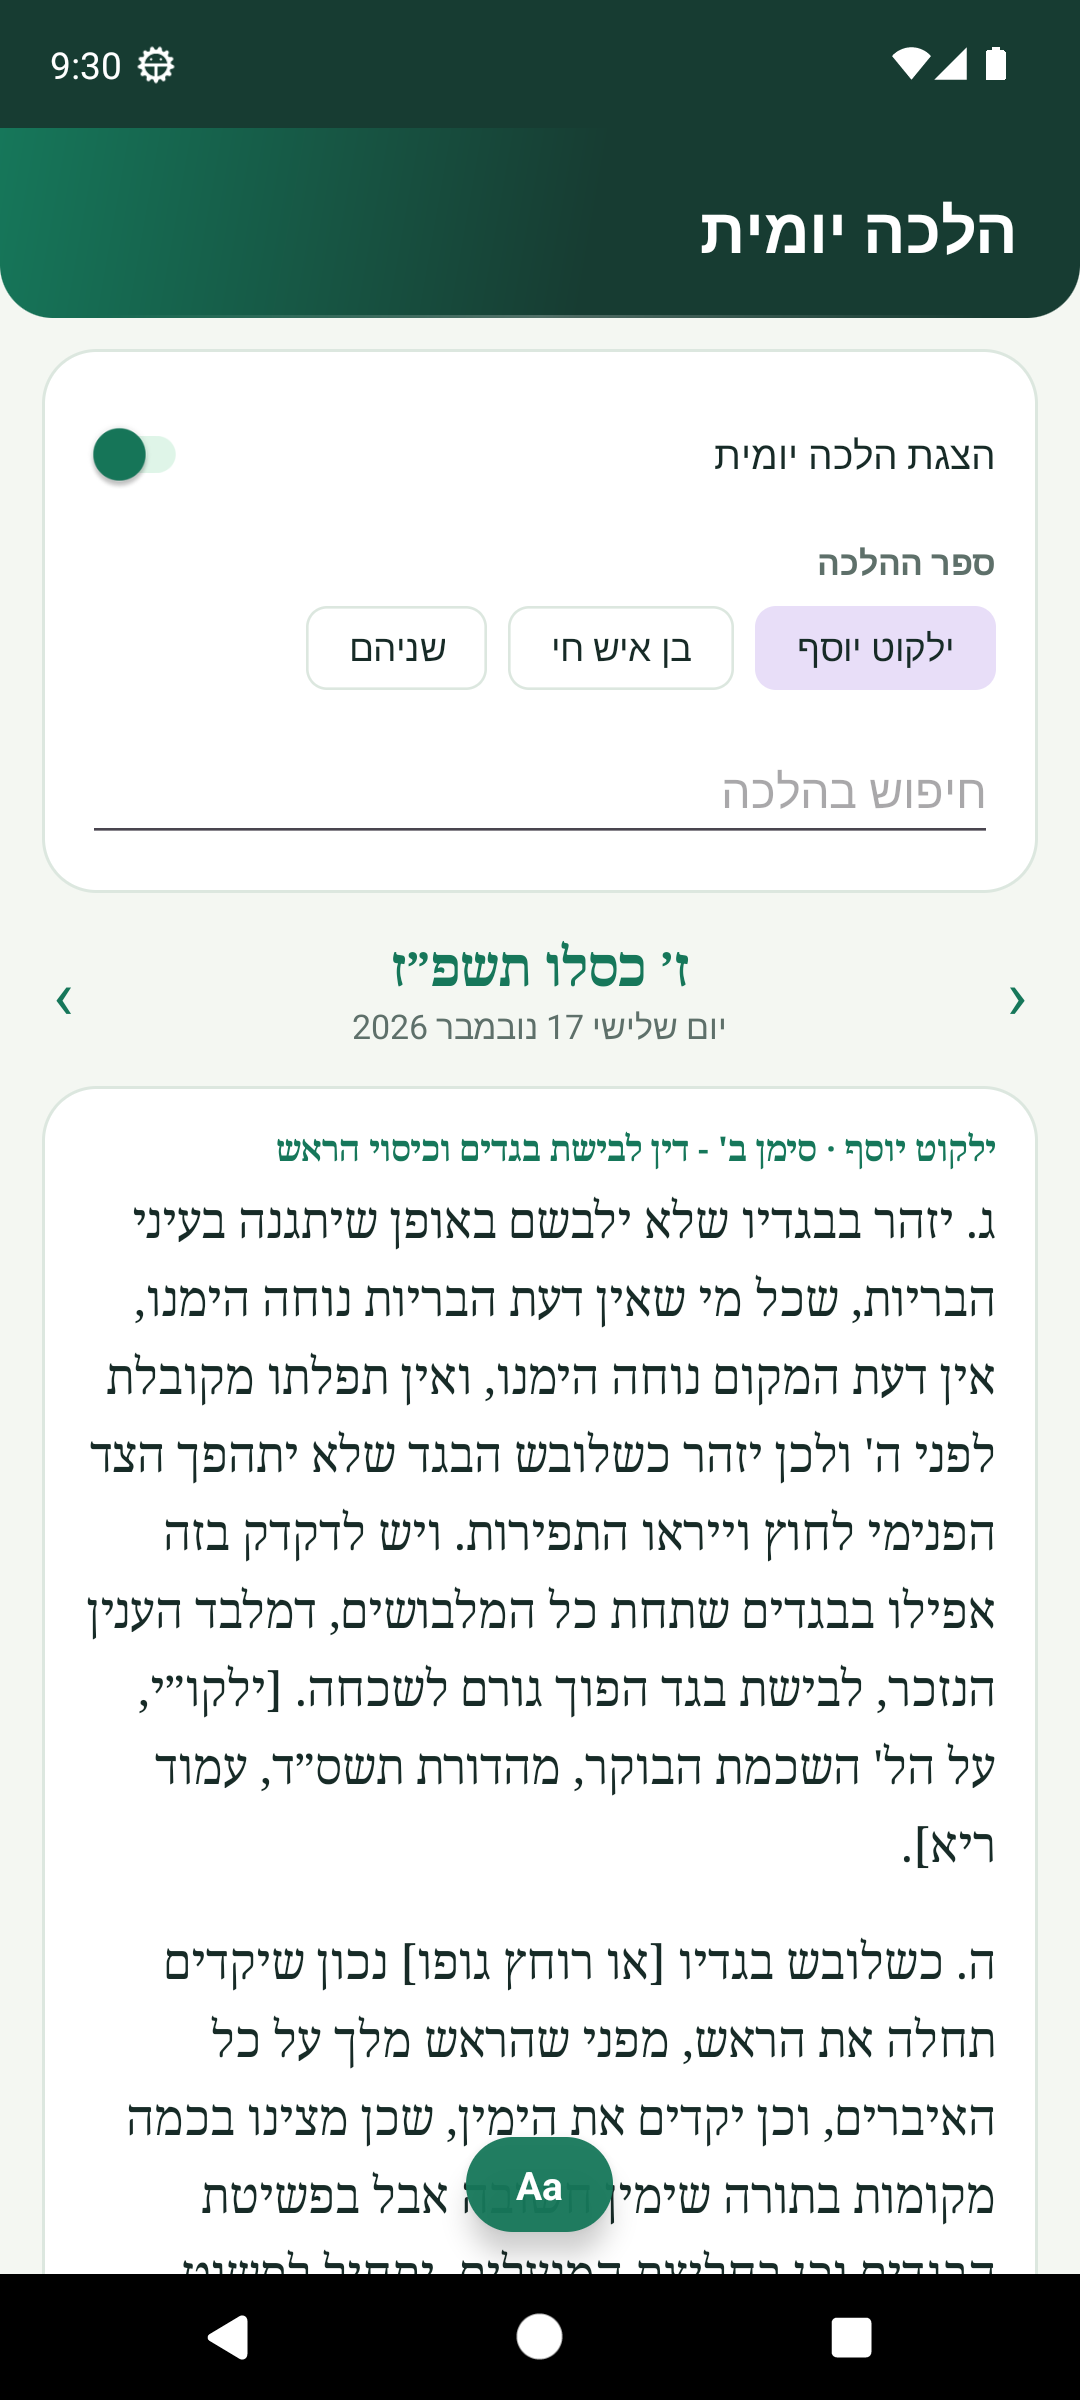 9:30
הלכה יומית
הצגת הלכה יומית
ספר ההלכה
ילקוט יוסף
בן איש חי
שניהם
חיפוש בהלכה
ז׳ כסלו תשפ״ז
יום שלישי 17 נובמבר 2026
ילקוט יוסף · סימן ב' - דין לבישת בגדים וכיסוי הראש
ג. יזהר בבגדיו שלא ילבשם באופן שיתגנה בעיני
הבריות, שכל מי שאין דעת הבריות נוחה הימנו,
אין דעת המקום נוחה הימנו, ואין תפלתו מקובלת
לפני ה' ולכן יזהר כשלובש הבגד שלא יתהפך הצד
הפנימי לחוץ וייראו התפירות. ויש לדקדק בזה
אפילו בבגדים שתחת כל המלבושים, דמלבד הענין
הנזכר, לבישת בגד הפוך גורם לשכחה. [ילקו״י,
על הל' השכמת הבוקר, מהדורת תשס״ד, עמוד
ריא].
ה. כשלובש בגדיו [או רוחץ גופו] נכון שיקדים
תחלה את הראש, מפני שהראש מלך על כל
האיברים, וכן יקדים את הימין, שכן מצינו בכמה
מקומות בתורה שימין חשובה אבל בפשיטת
Aa